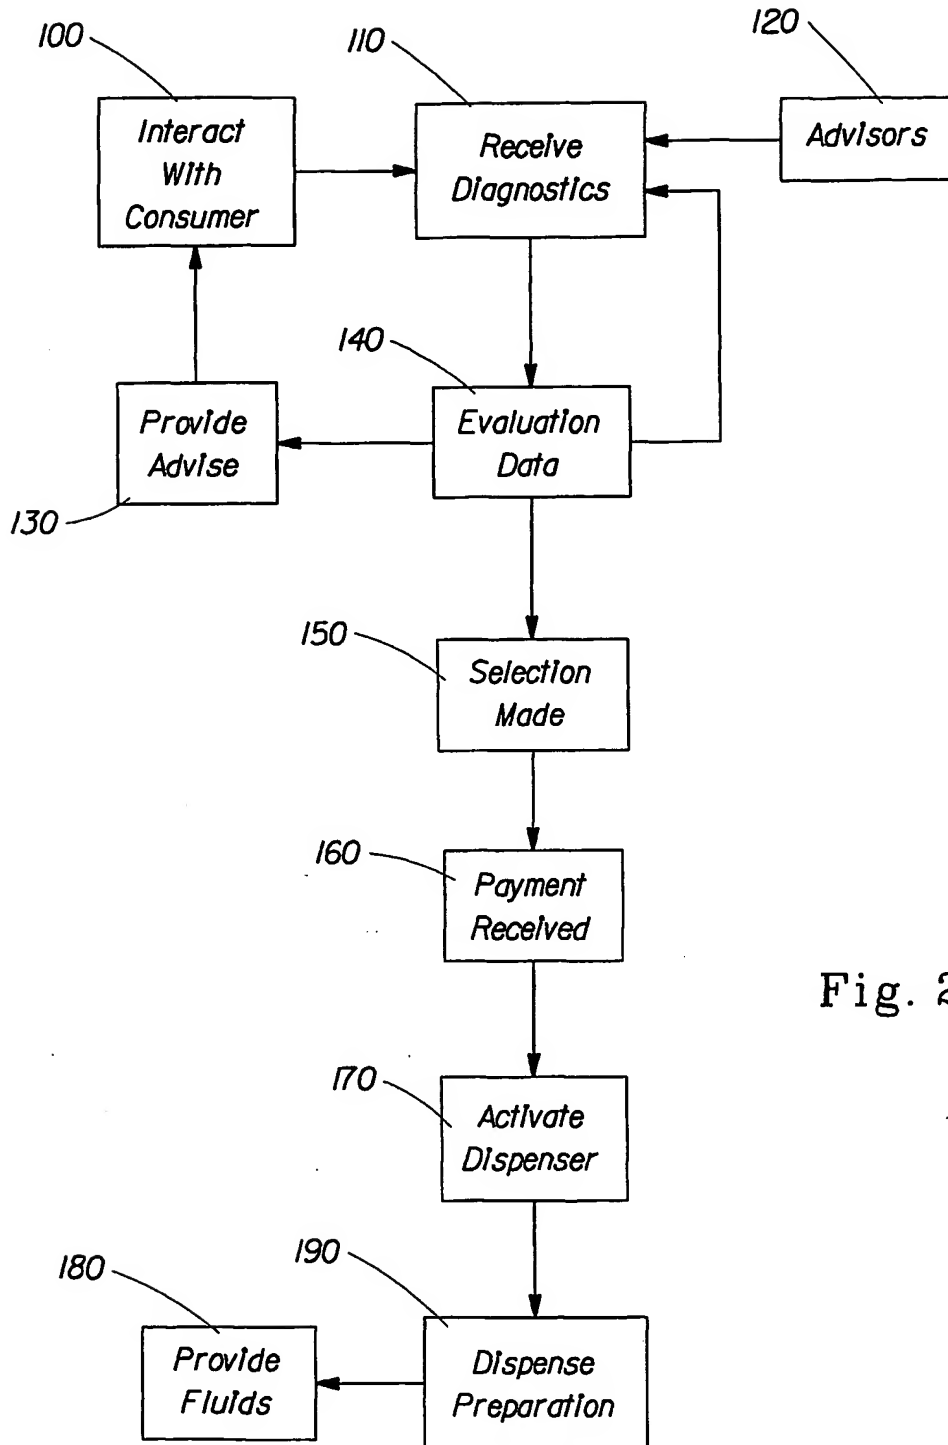 100
110
120
Interact
With
Consumer
Receive
Diagnostics
Advisors
140
Provide
Advise
Evaluation
Data
130
150
Selection
Made
160
Payment
Received
Fig. 2
170
Activate
Dispenser
180
190
Provide
Fluids
Dispense
Preparation